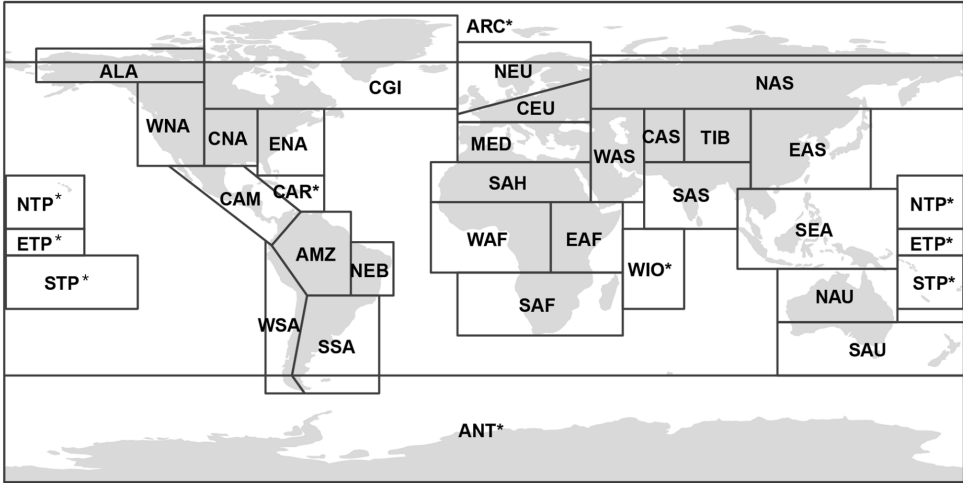 ARC*
ALA
CGI
NEU
NAS
CEU
WNA
CNA
ENA
MED
WAS
CAS
TIB
EAS
SAH
CAM
CAR*
SAS
NTP*
NTP*
ETP*
WAF
EAF
SEA
ETP*
STP*
AMZ
NEB
WIO*
STP*
NAU
SAF
WSA
SSA
SAU
ANT*